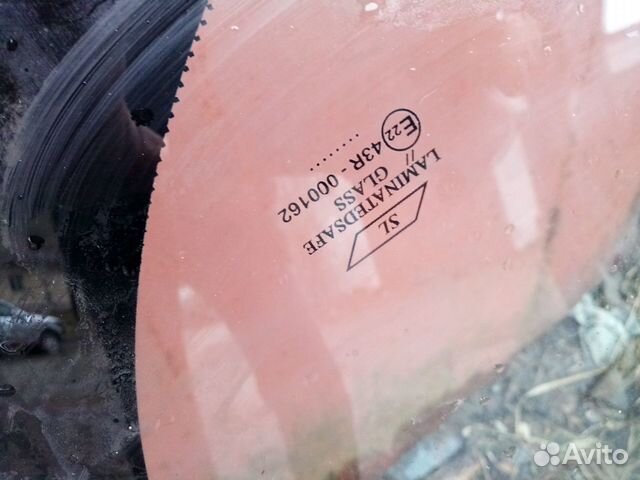 SL
LAMINATEDSAFE
GLASS
//
E22 43R - 000162
..........
Avito